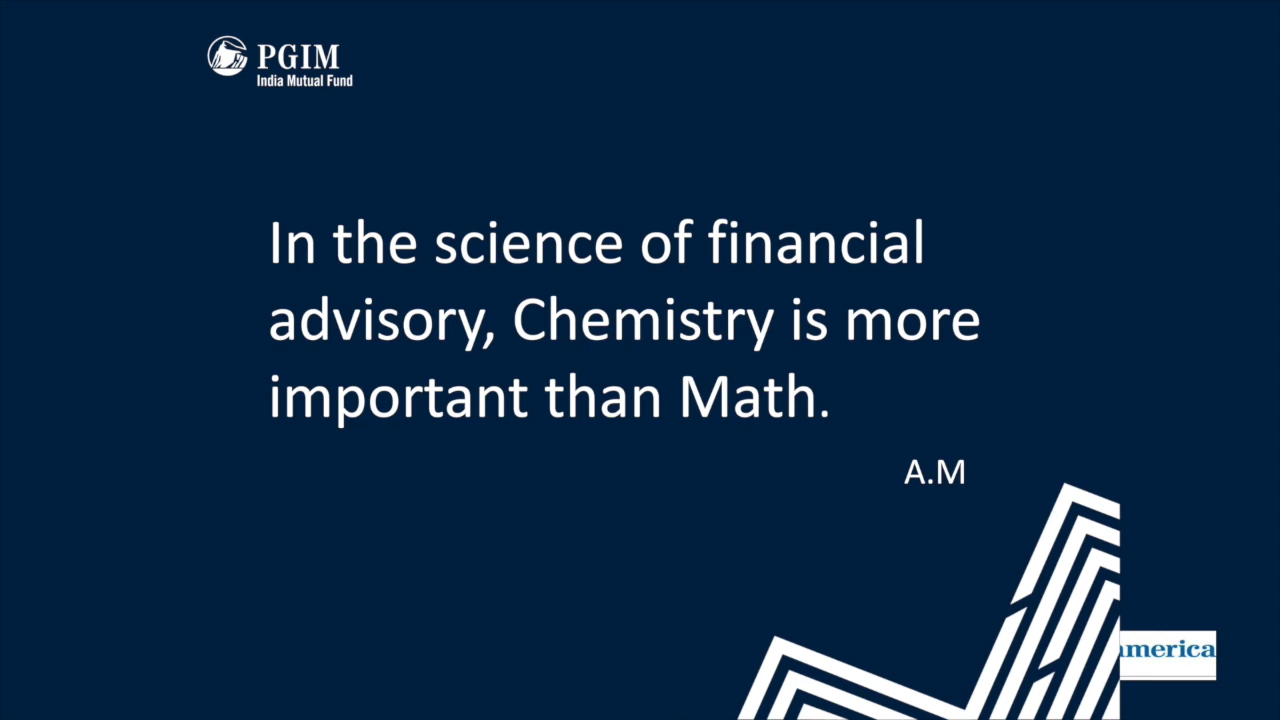 PGIM
India Mutual Fund
In the science of financial
advisory, Chemistry is more
important than Math.
A.M
america